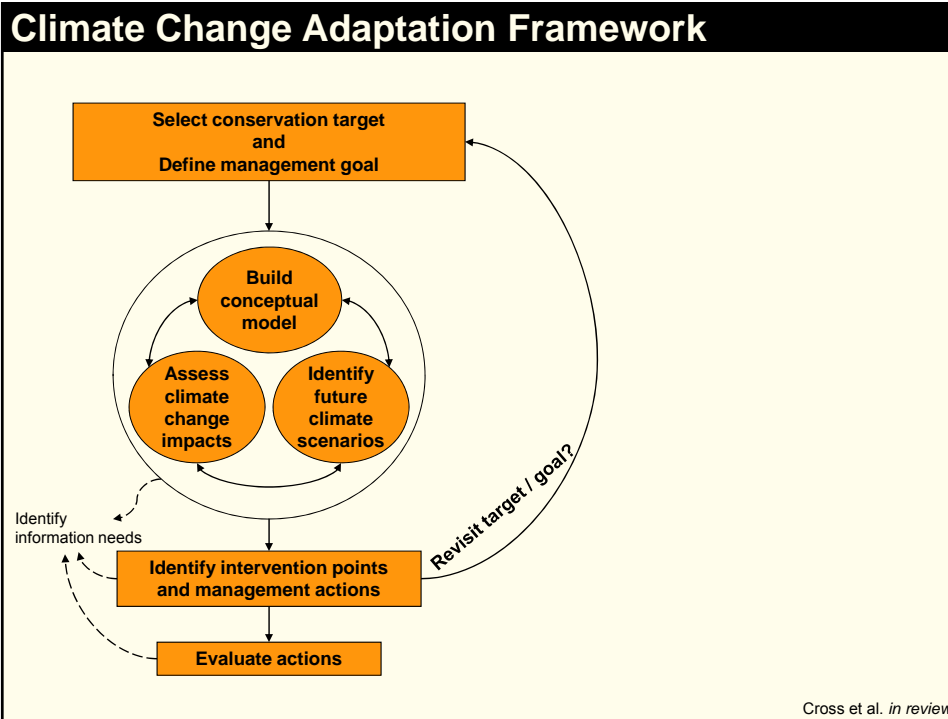 Climate Change Adaptation Framework
Select conservation target
and
Define management goal
Build
conceptual
model
Assess
climate
change
impacts
Identify
future
climate
scenarios
Revisit target / goal?
Identify
information needs
Identify intervention points
and management actions
Evaluate actions
Cross et al. in review